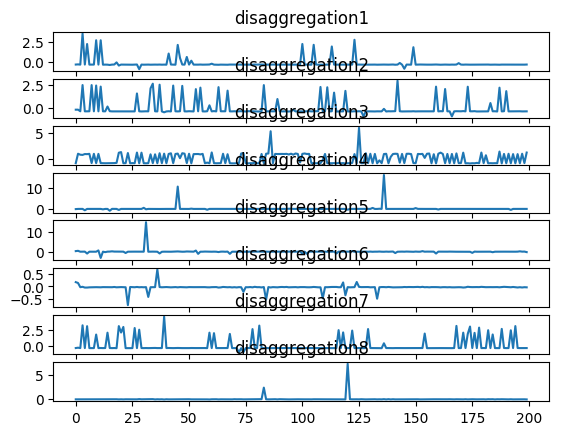 disaggregation1
2.5
0.0
disaggregation2
2.5
0.0
disaggregation3
5
0
disaggregation4
10
0
disaggregation5
10
0
disaggregation6
0.5
0.0
−0.5
disaggregation7
2.5
0.0
disaggregation8
5
0
0 25 50 75 100 125 150 175 200